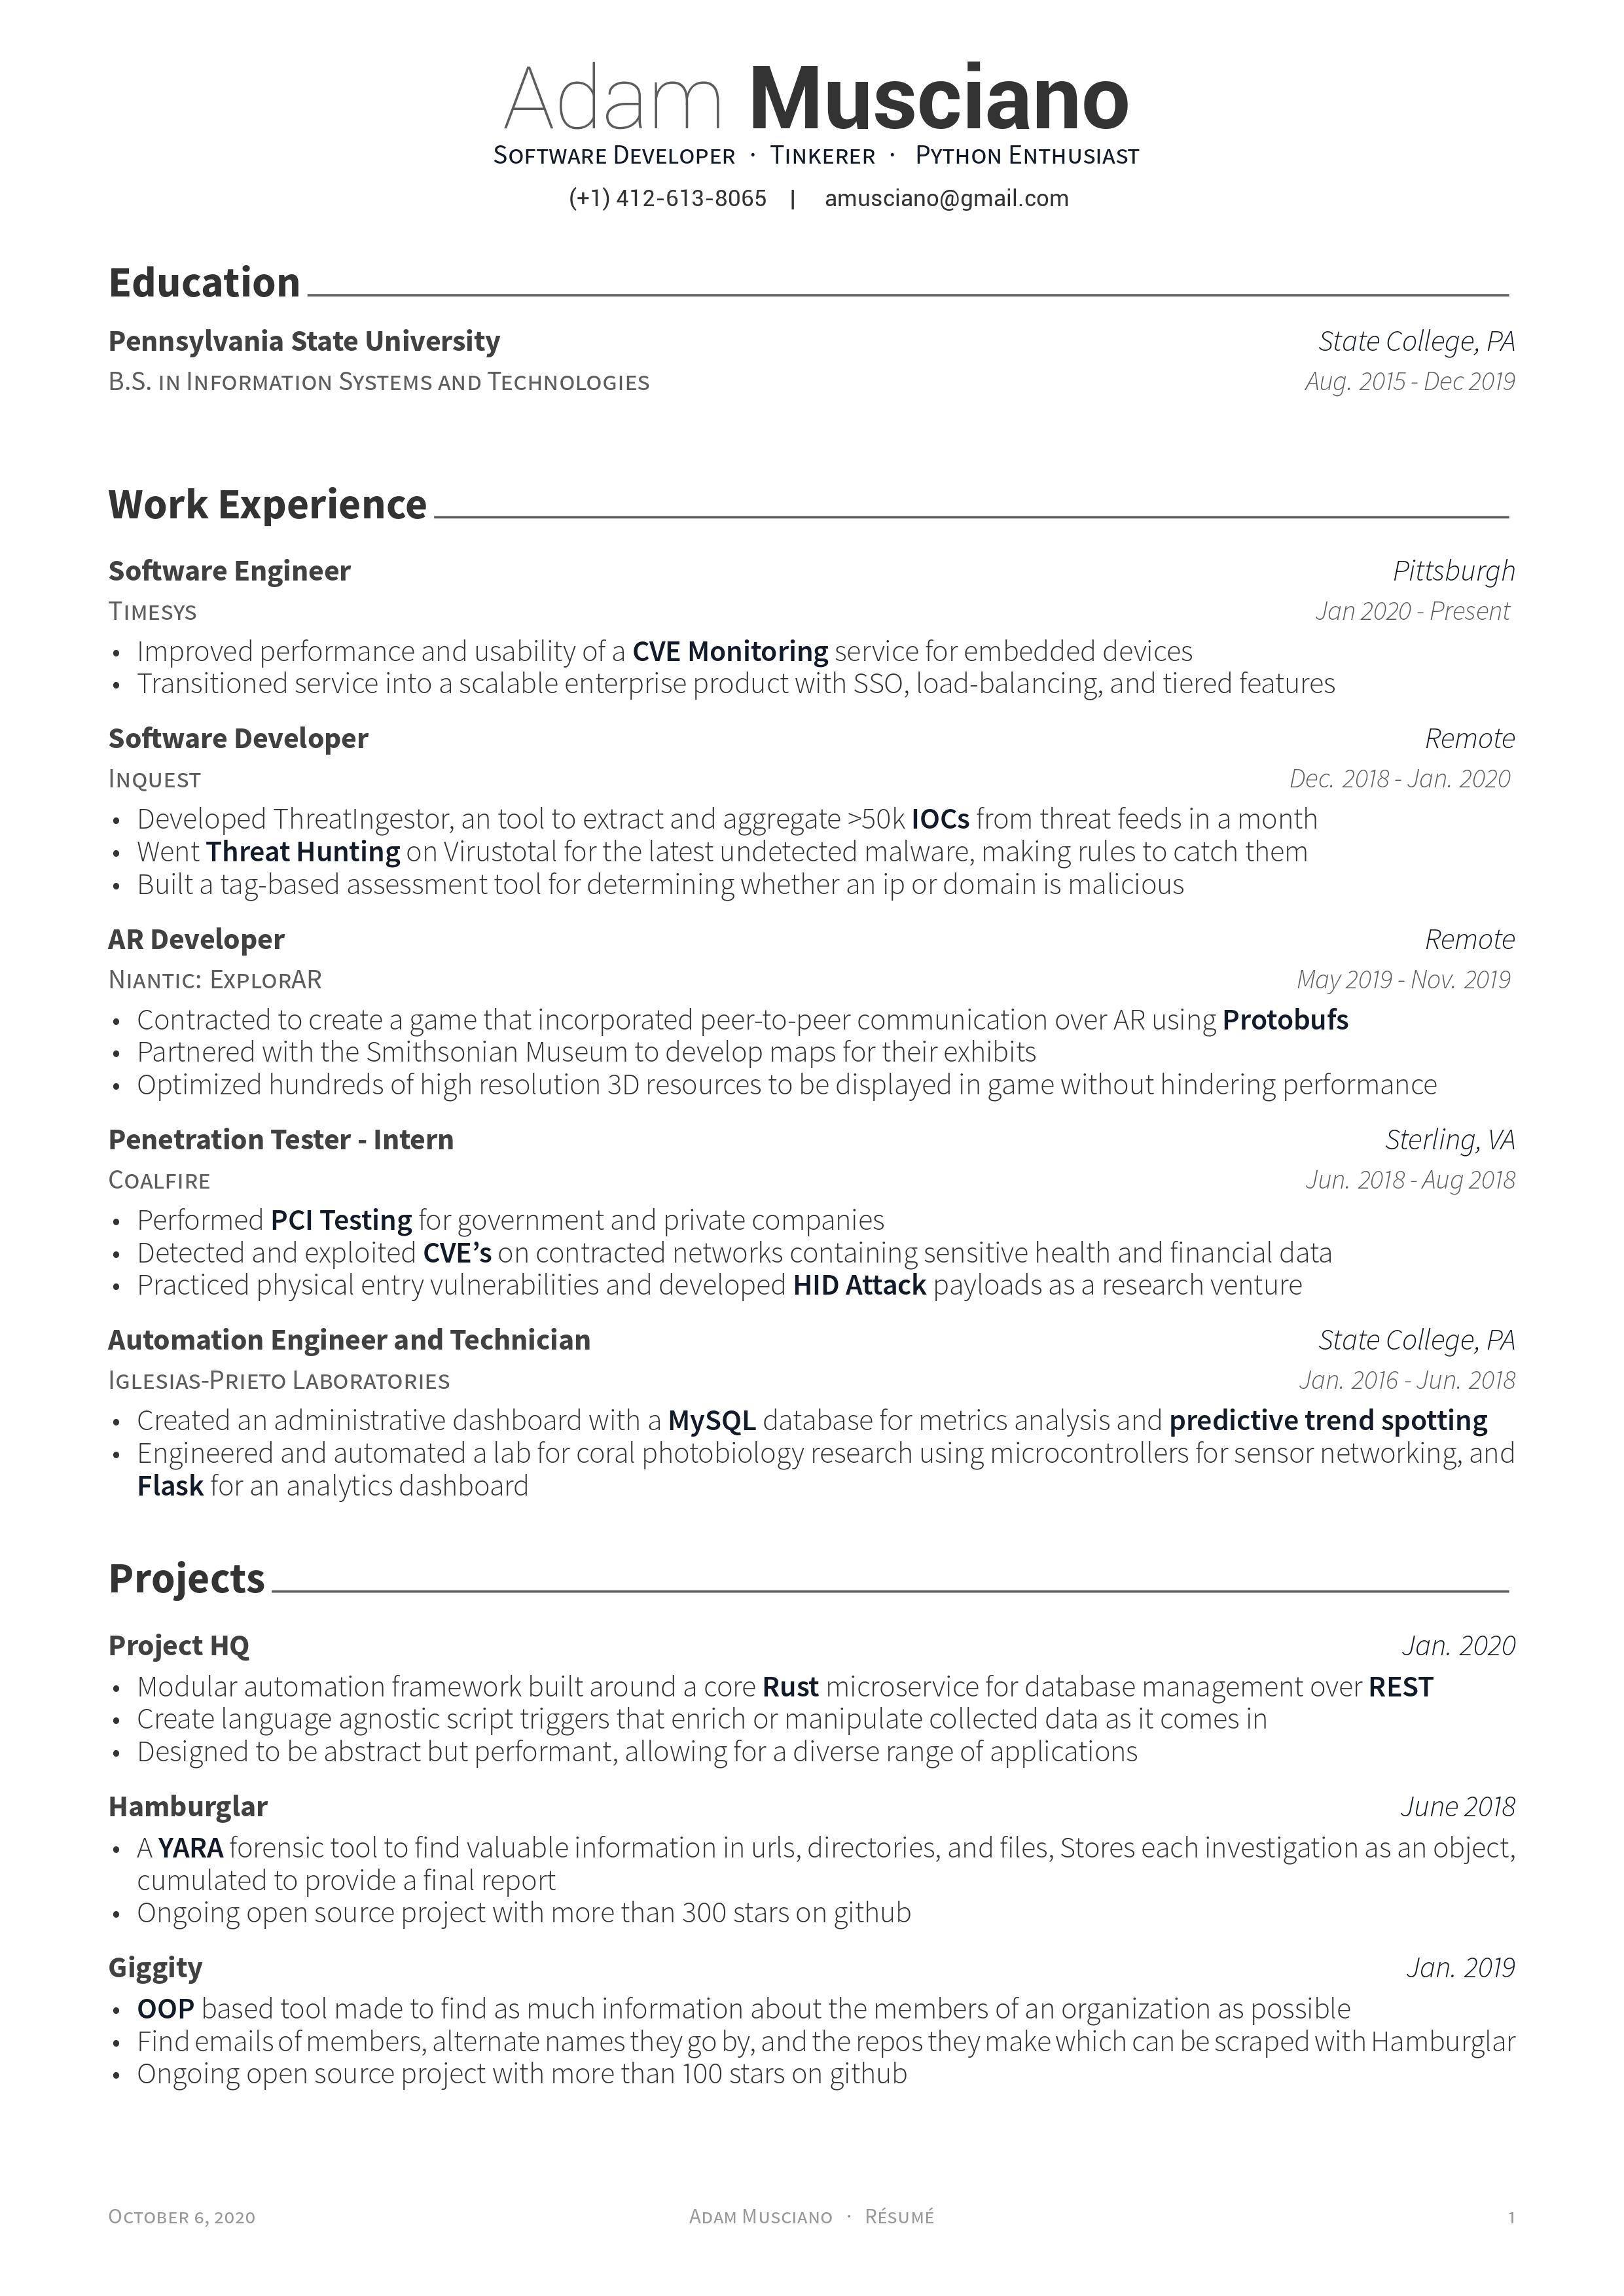 Adam Musciano
Software Developer · Tinkerer · Python Enthusiast
(+1) 412-613-8065 | amusciano@gmail.com
Education
Pennsylvania State University State College, PA
B.S. in Information Systems and Technologies Aug. 2015 - Dec 2019
Work Experience
Software Engineer Pittsburgh
Timesys Jan 2020 - Present
• Improved performance and usability of a CVE Monitoring service for embedded devices
• Transitioned service into a scalable enterprise product with SSO, load-balancing, and tiered features
Software Developer Remote
Inquest Dec. 2018 - Jan. 2020
• Developed ThreatIngestor, an tool to extract and aggregate >50k IOCs from threat feeds in a month
• Went Threat Hunting on Virustotal for the latest undetected malware, making rules to catch them
• Built a tag-based assessment tool for determining whether an ip or domain is malicious
AR Developer Remote
Niantic: ExplorAR May 2019 - Nov. 2019
• Contracted to create a game that incorporated peer-to-peer communication over AR using Protobufs
• Partnered with the Smithsonian Museum to develop maps for their exhibits
• Optimized hundreds of high resolution 3D resources to be displayed in game without hindering performance
Penetration Tester - Intern Sterling, VA
Coalfire Jun. 2018 - Aug 2018
• Performed PCI Testing for government and private companies
• Detected and exploited CVE's on contracted networks containing sensitive health and financial data
• Practiced physical entry vulnerabilities and developed HID Attack payloads as a research venture
Automation Engineer and Technician State College, PA
Iglesias-Prieto Laboratories Jan. 2016 - Jun. 2018
• Created an administrative dashboard with a MySQL database for metrics analysis and predictive trend spotting
• Engineered and automated a lab for coral photobiology research using microcontrollers for sensor networking, and
Flask for an analytics dashboard
Projects
Project HQ Jan. 2020
• Modular automation framework built around a core Rust microservice for database management over REST
• Create language agnostic script triggers that enrich or manipulate collected data as it comes in
• Designed to be abstract but performant, allowing for a diverse range of applications
Hamburglar June 2018
• A YARA forensic tool to find valuable information in urls, directories, and files, Stores each investigation as an object,
cumulated to provide a final report
• Ongoing open source project with more than 300 stars on github
Giggity Jan. 2019
• OOP based tool made to find as much information about the members of an organization as possible
• Find emails of members, alternate names they go by, and the repos they make which can be scraped with Hamburglar
• Ongoing open source project with more than 100 stars on github
October 6, 2020 Adam Musciano · Résumé 1